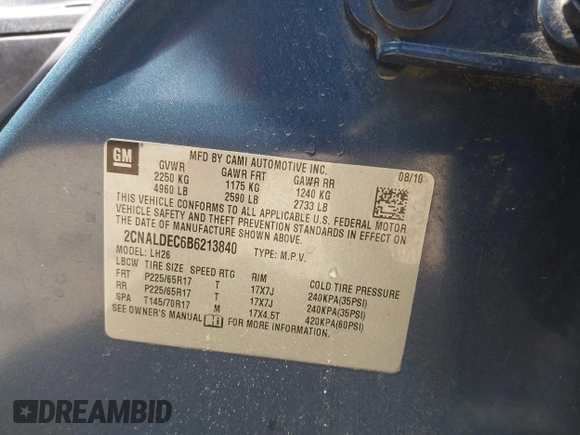 GM
MFD BY CAMI AUTOMOTIVE INC.
08/10
GVWR GAWR FRT GAWR RR
2250 KG 1175 KG 1240 KG
4960 LB 2590 LB 2733 LB
THIS VEHICLE CONFORMS TO ALL APPLICABLE U.S. FEDERAL MOTOR
VEHICLE SAFETY AND THEFT PREVENTION STANDARDS IN EFFECT ON
THE DATE OF MANUFACTURE SHOWN ABOVE.
2CNALDEC6B6213840 TYPE: M.P.V.
MODEL: LH26
LBCW TIRE SIZE SPEED RTG RIM COLD TIRE PRESSURE
FRT P225/65R17 T 17X7J 240KPA(35PSI)
RR P225/65R17 T 17X7J 240KPA(35PSI)
SPA T145/70R17 M 17X4.5T 420KPA(60PSI)
SEE OWNER'S MANUAL FOR MORE INFORMATION.
DREAMBID